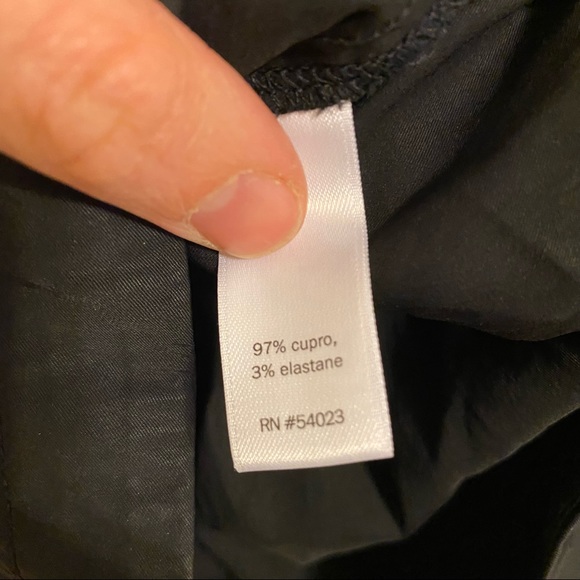 97% cupro,
3% elastane
RN #54023